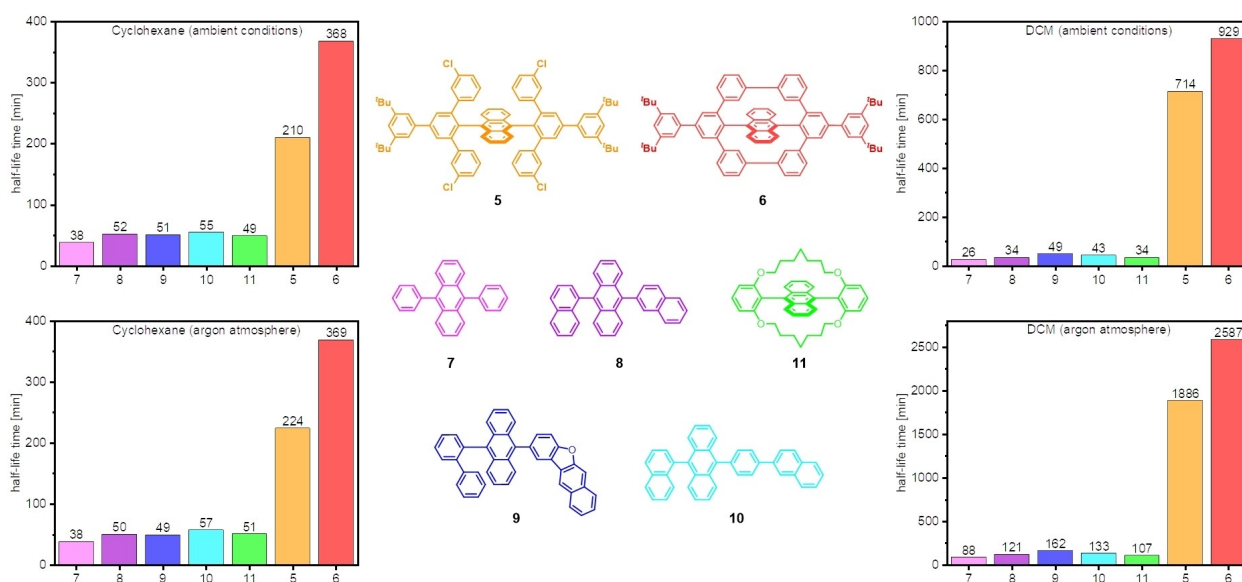 Cyclohexane (ambient conditions)
half-life time [min]
400
300
200
100
0
38
52
51
55
49
210
368
7 8 9 10 11 5 6
Cl Cl
tBu tBu
tBu tBu
Cl Cl
5
tBu tBu
tBu tBu
6
DCM (ambient conditions)
half-life time [min]
1000
800
600
400
200
0
26
34
49
43
34
714
929
7 8 9 10 11 5 6
7
8
O O
O O
11
Cyclohexane (argon atmosphere)
half-life time [min]
400
300
200
100
0
38
50
49
57
51
224
369
7 8 9 10 11 5 6
O
9
10
DCM (argon atmosphere)
half-life time [min]
2500
2000
1500
1000
500
0
88
121
162
133
107
1886
2587
7 8 9 10 11 5 6